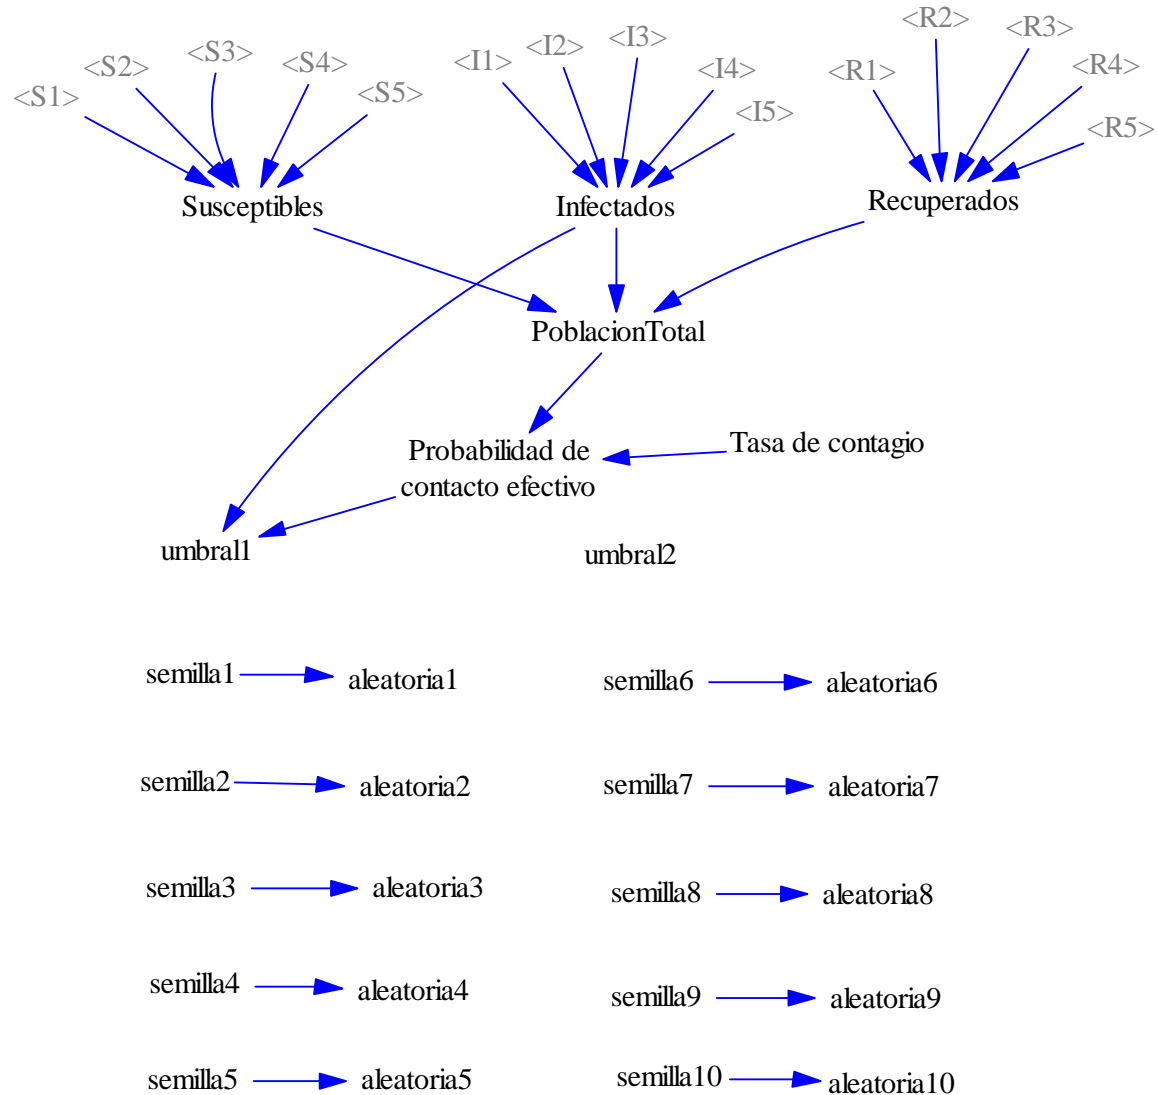 <S1>
<S2>
<S3>
<S4>
<S5>
<I1>
<I2>
<I3>
<I4>
<I5>
<R1>
<R2>
<R3>
<R4>
<R5>
Susceptibles
Infectados
Recuperados
PoblacionTotal
Probabilidad de
contacto efectivo
Tasa de contagio
umbral1
umbral2
semilla1
aleatoria1
semilla6
aleatoria6
semilla2
aleatoria2
semilla7
aleatoria7
semilla3
aleatoria3
semilla8
aleatoria8
semilla4
aleatoria4
semilla9
aleatoria9
semilla5
aleatoria5
semilla10
aleatoria10